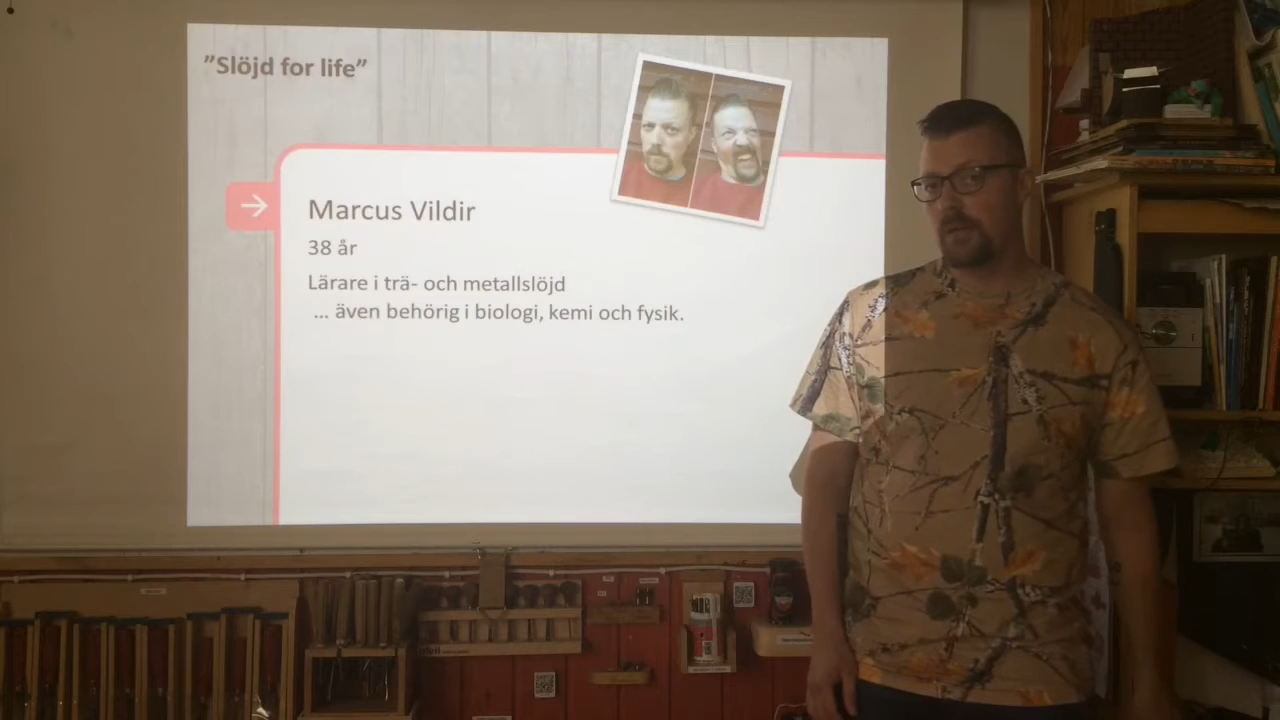 ”Slöjd for life”
Marcus Vildir
38 år
Lärare i trä- och metallslöjd
… även behörig i biologi, kemi och fysik.